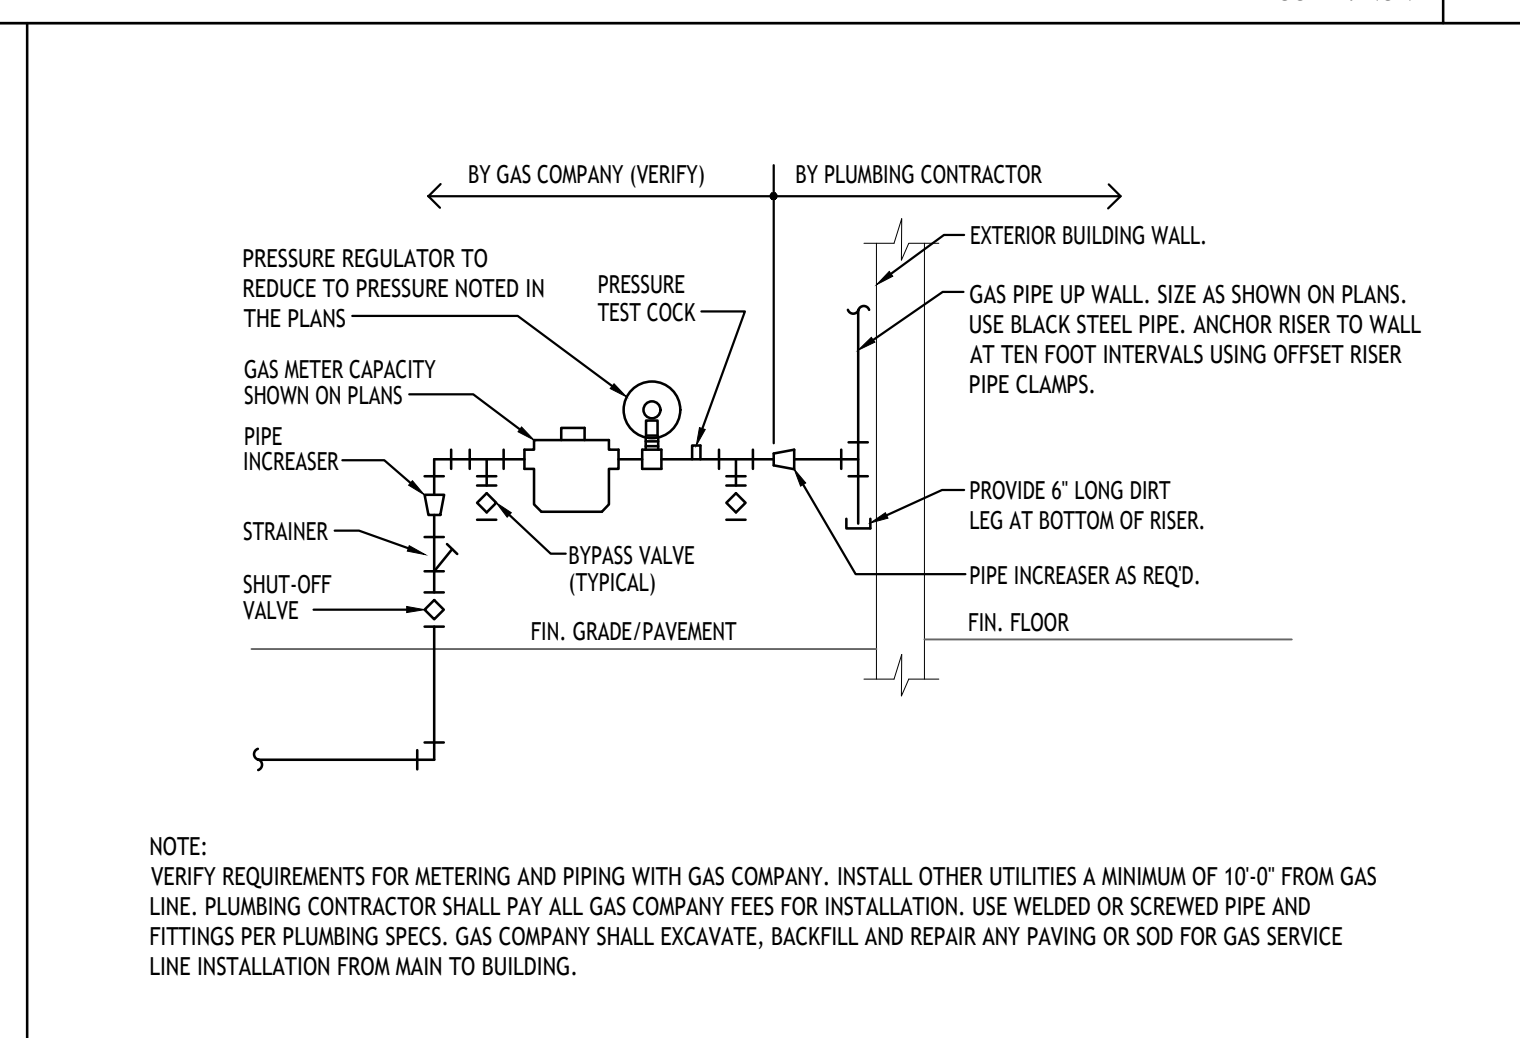 BY GAS COMPANY (VERIFY)
BY PLUMBING CONTRACTOR
PRESSURE REGULATOR TO
REDUCE TO PRESSURE NOTED IN
THE PLANS
PRESSURE
TEST COCK
EXTERIOR BUILDING WALL.
GAS PIPE UP WALL. SIZE AS SHOWN ON PLANS.
USE BLACK STEEL PIPE. ANCHOR RISER TO WALL
AT TEN FOOT INTERVALS USING OFFSET RISER
PIPE CLAMPS.
GAS METER CAPACITY
SHOWN ON PLANS
PIPE
INCREASER
STRAINER
SHUT-OFF
VALVE
BYPASS VALVE
(TYPICAL)
PROVIDE 6" LONG DIRT
LEG AT BOTTOM OF RISER.
PIPE INCREASER AS REQ'D.
FIN. GRADE/PAVEMENT
FIN. FLOOR
NOTE:
VERIFY REQUIREMENTS FOR METERING AND PIPING WITH GAS COMPANY. INSTALL OTHER UTILITIES A MINIMUM OF 10'-0" FROM GAS
LINE. PLUMBING CONTRACTOR SHALL PAY ALL GAS COMPANY FEES FOR INSTALLATION. USE WELDED OR SCREWED PIPE AND
FITTINGS PER PLUMBING SPECS. GAS COMPANY SHALL EXCAVATE, BACKFILL AND REPAIR ANY PAVING OR SOD FOR GAS SERVICE
LINE INSTALLATION FROM MAIN TO BUILDING.